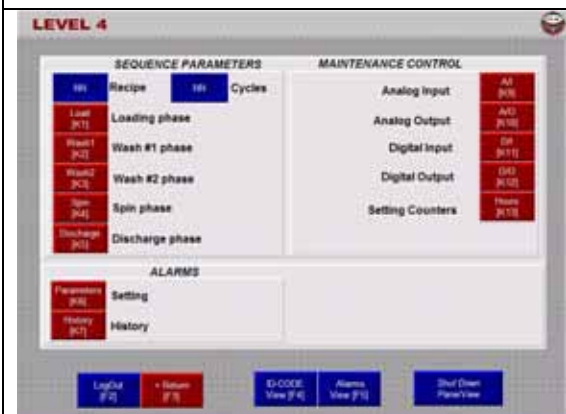 LEVEL 4
SEQUENCE PARAMETERS
NN Recipe NN Cycles
Load [K1] Loading phase
Wash1 [K2] Wash #1 phase
Wash2 [K3] Wash #2 phase
Spin [K4] Spin phase
Discharge [K5] Discharge phase
MAINTENANCE CONTROL
Analog Input A/I [K9]
Analog Output A/O [K10]
Digital Input D/I [K11]
Digital Output D/O [K12]
Setting Counters Hours [K13]
ALARMS
Parameters [K6] Setting
History [K7] History
LogOut [F2]
Return
ID-CODE View [F4]
Alarms View [F5]
Shut Down PanelView